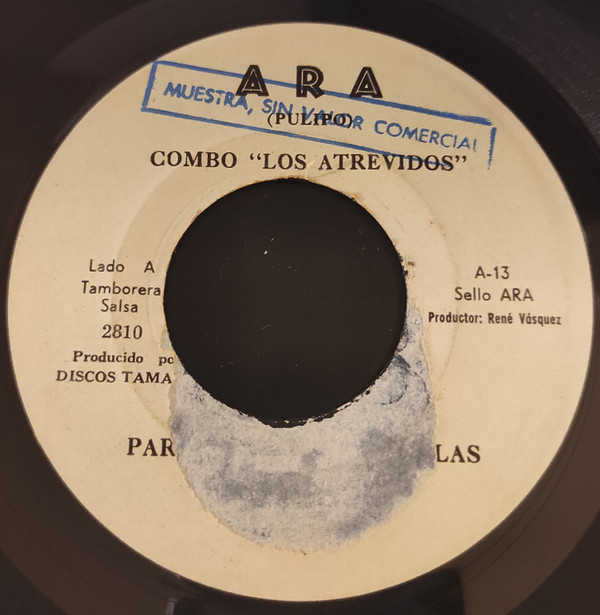 ARA
MUESTRA, SIN VALOR COMERCIAL
(PULIPO)
COMBO "LOS ATREVIDOS"
Lado A
Tamborera
Salsa
2810
Producido po
DISCOS TAMA
A-13
Sello ARA
Productor: René Vásquez
PAR LAS